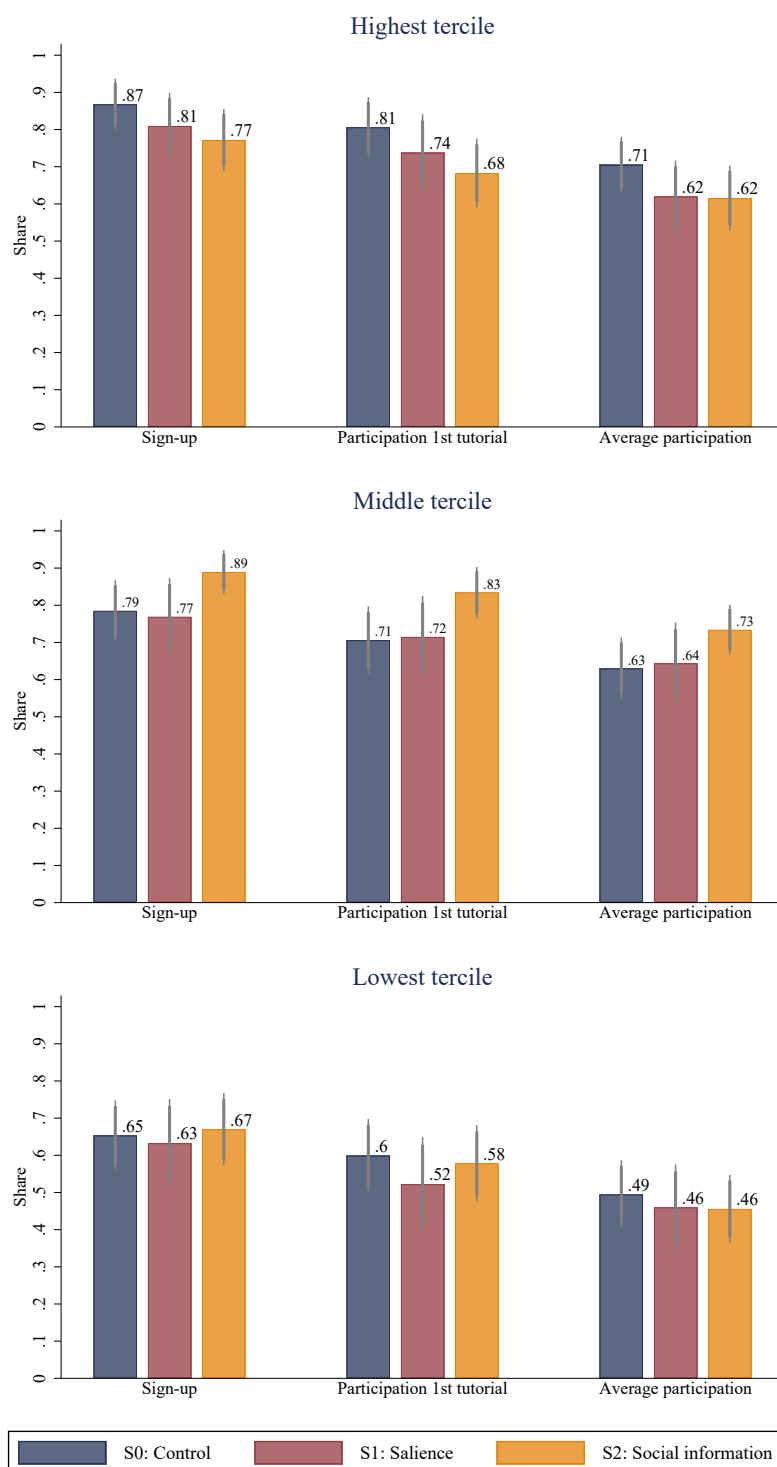 Highest tercile
Share
0 .1 .2 .3 .4 .5 .6 .7 .8 .9 1
.87 .81 .77 .81 .74 .68 .71 .62 .62
Sign-up Participation 1st tutorial Average participation
Middle tercile
Share
0 .1 .2 .3 .4 .5 .6 .7 .8 .9 1
.79 .77 .89 .71 .72 .83 .63 .64 .73
Sign-up Participation 1st tutorial Average participation
Lowest tercile
Share
0 .1 .2 .3 .4 .5 .6 .7 .8 .9 1
.65 .63 .67 .6 .52 .58 .49 .46 .46
Sign-up Participation 1st tutorial Average participation
S0: Control S1: Salience S2: Social information